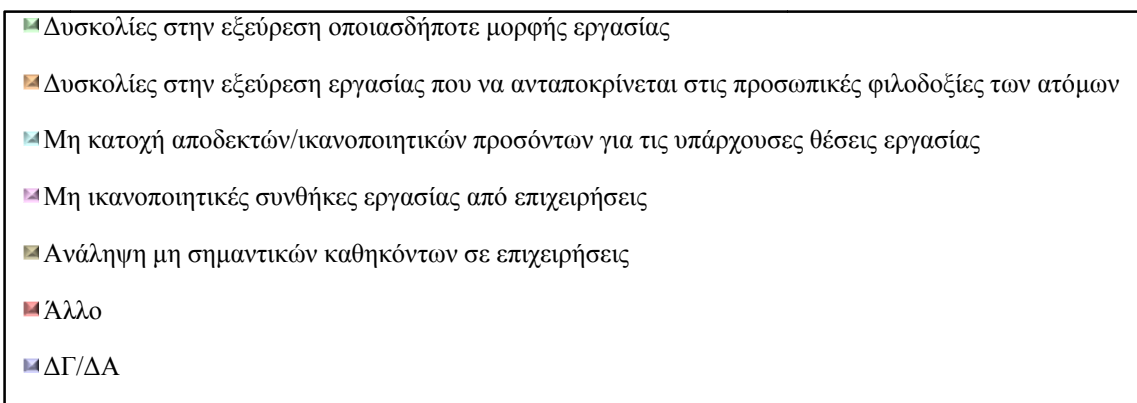 Δυσκολίες στην εξεύρεση οποιασδήποτε μορφής εργασίας
Δυσκολίες στην εξεύρεση εργασίας που να ανταποκρίνεται στις προσωπικές φιλοδοξίες των ατόμων
Μη κατοχή αποδεκτών/ικανοποιητικών προσόντων για τις υπάρχουσες θέσεις εργασίας
Μη ικανοποιητικές συνθήκες εργασίας από επιχειρήσεις
Ανάληψη μη σημαντικών καθηκόντων σε επιχειρήσεις
Άλλο
ΔΓ/ΔΑ